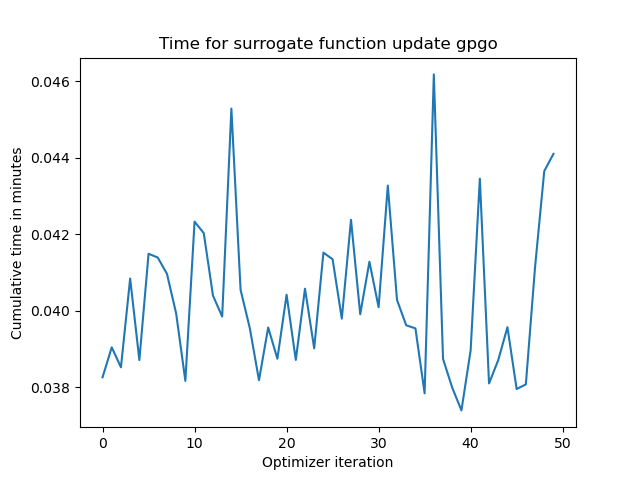 Time for surrogate function update gpgo
Cumulative time in minutes
0.046
0.044
0.042
0.040
0.038
0 10 20 30 40 50
Optimizer iteration